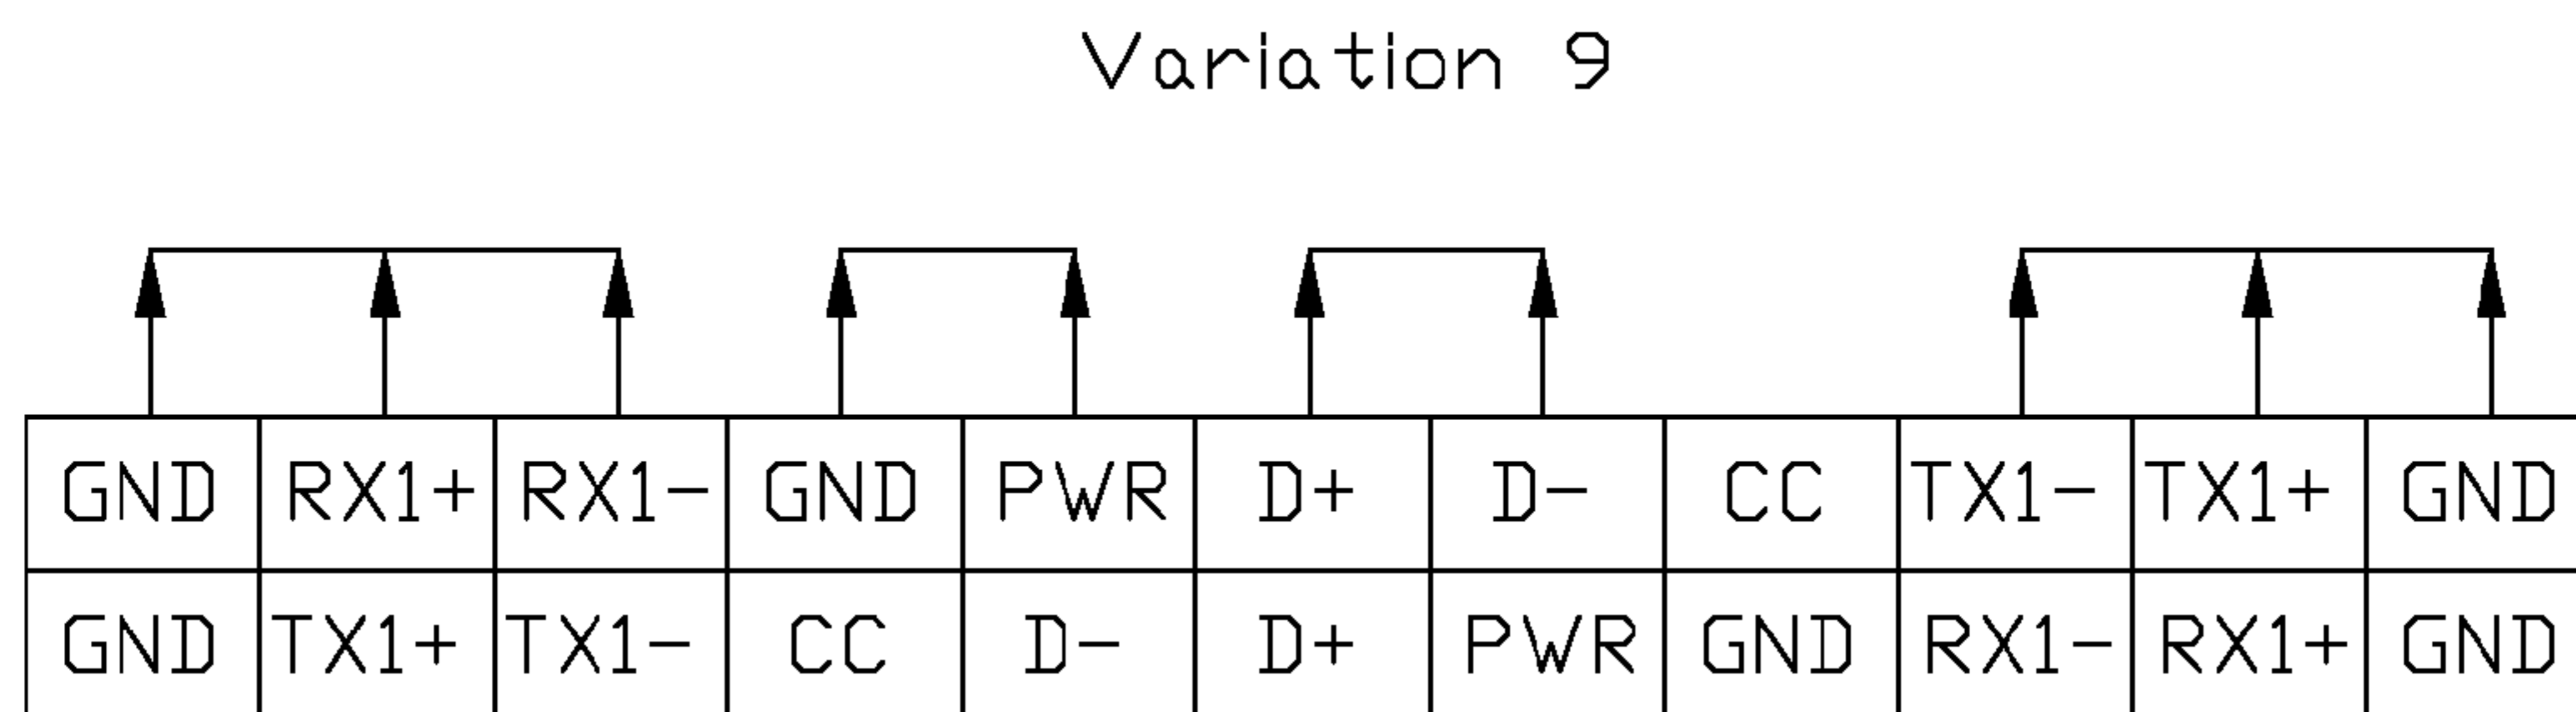 Variation 9
GND RX1+ RX1- GND PWR D+ D- CC TX1- TX1+ GND
GND TX1+ TX1- CC D- D+ PWR GND RX1- RX1+ GND